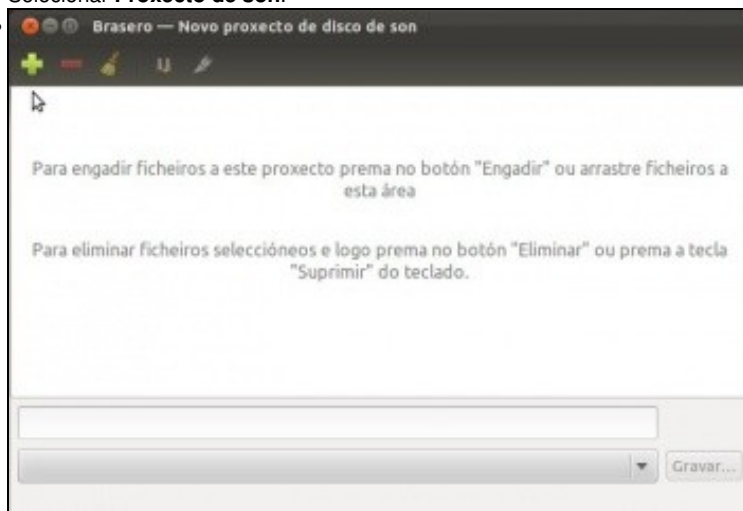 Seleccionar Proxecto de son.
Brasero — Novo proxecto de disco de son
Para engadir ficheiros a este proxecto prema no botón "Engadir" ou arrastre ficheiros a
esta área
Para eliminar ficheiros seleccióneos e logo prema no botón "Eliminar" ou prema a tecla
"Suprimir" do teclado.
Gravar...